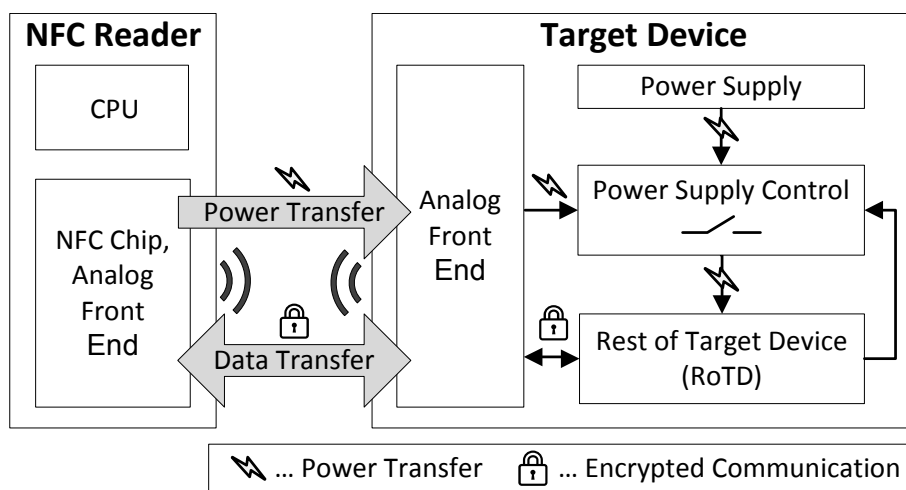 NFC Reader
CPU
NFC Chip,
Analog
Front
End
Power Transfer
Data Transfer
Target Device
Analog
Front
End
Power Supply
Power Supply Control
Rest of Target Device
(RoTD)
... Power Transfer
... Encrypted Communication